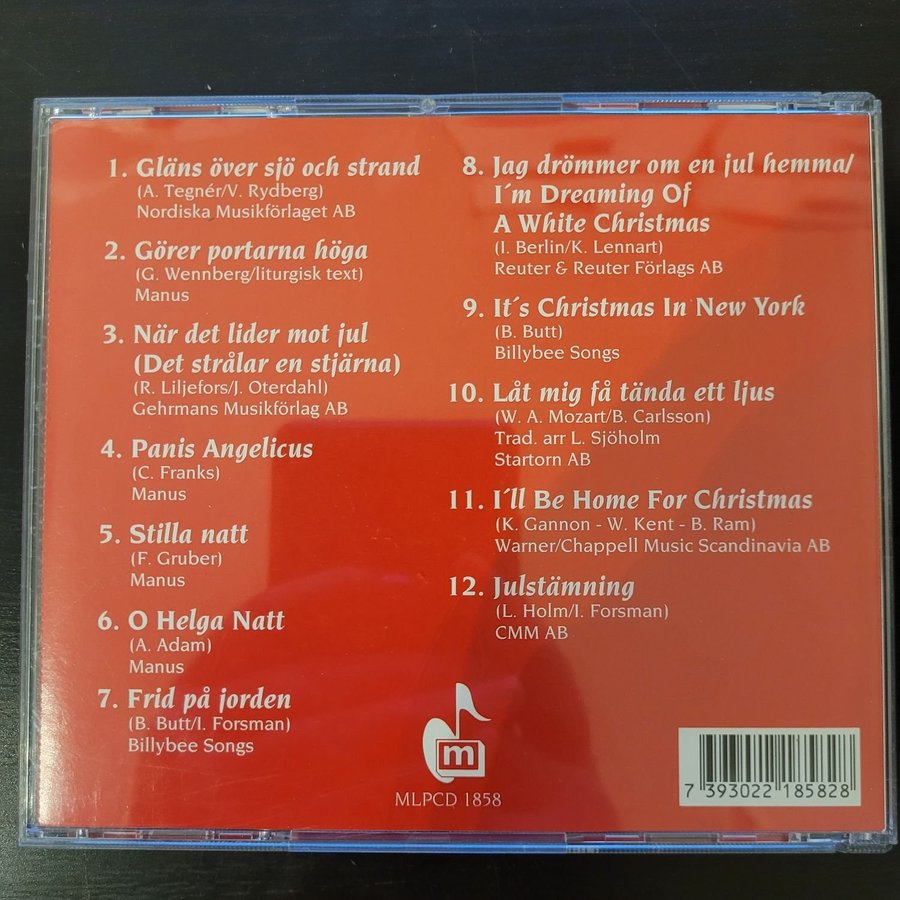 1. Gläns över sjö och strand
(A. Tegnér/V. Rydberg)
Nordiska Musikförlaget AB
2. Görer portarna höga
(G. Wennberg/liturgisk text)
Manus
3. När det lider mot jul
(Det strålar en stjärna)
(R. Liljefors/J. Oterdahl)
Gehrmans Musikförlag AB
4. Panis Angelicus
(C. Franks)
Manus
5. Stilla natt
(F. Gruber)
Manus
6. O Helga Natt
(A. Adam)
Manus
7. Frid på jorden
(B. Butt/I. Forsman)
Billybee Songs
8. Jag drömmer om en jul hemma/
I´m Dreaming Of
A White Christmas
(I. Berlin/K. Lennart)
Reuter & Reuter Förlags AB
9. It´s Christmas In New York
(B. Butt)
Billybee Songs
10. Låt mig få tända ett ljus
(W. A. Mozart/B. Carlsson)
Trad. arr L. Sjöholm
Startorn AB
11. I´ll Be Home For Christmas
(K. Gannon - W. Kent - B. Ram)
Warner/Chappell Music Scandinavia AB
12. Julstämning
(L. Holm/I. Forsman)
CMM AB
m
MLPCD 1858
7 393022 185828